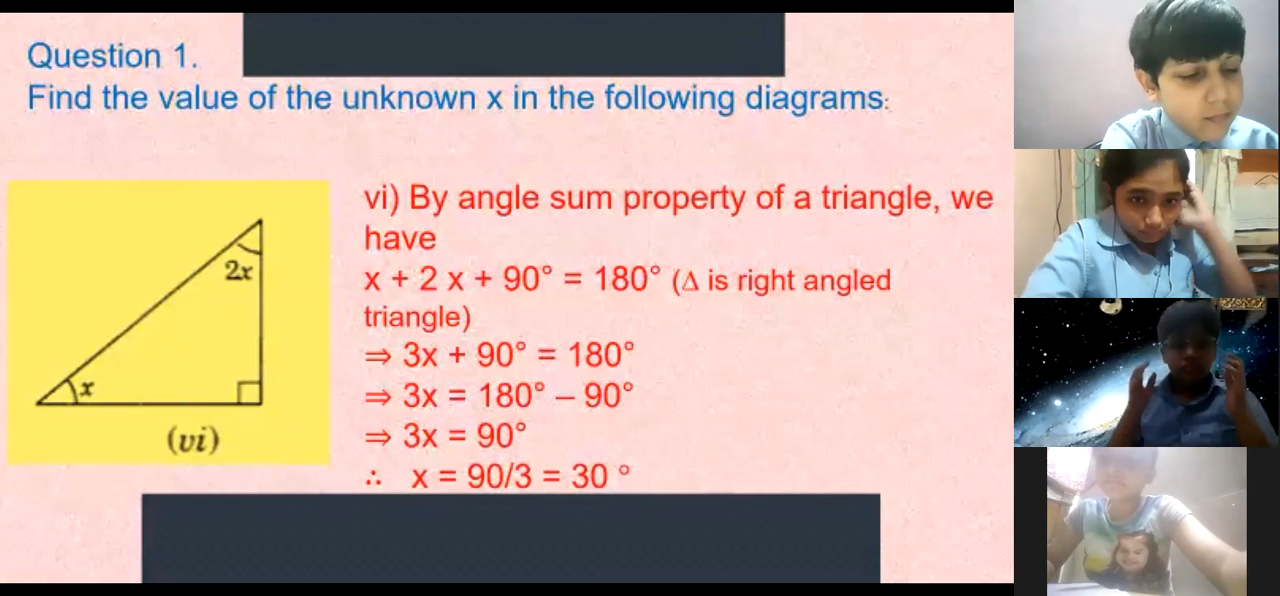 Question 1.
Find the value of the unknown x in the following diagrams:
2x
x
(vi)
vi) By angle sum property of a triangle, we
have
x + 2 x + 90° = 180° (Δ is right angled
triangle)
⇒ 3x + 90° = 180°
⇒ 3x = 180° – 90°
⇒ 3x = 90°
∴ x = 90/3 = 30 °